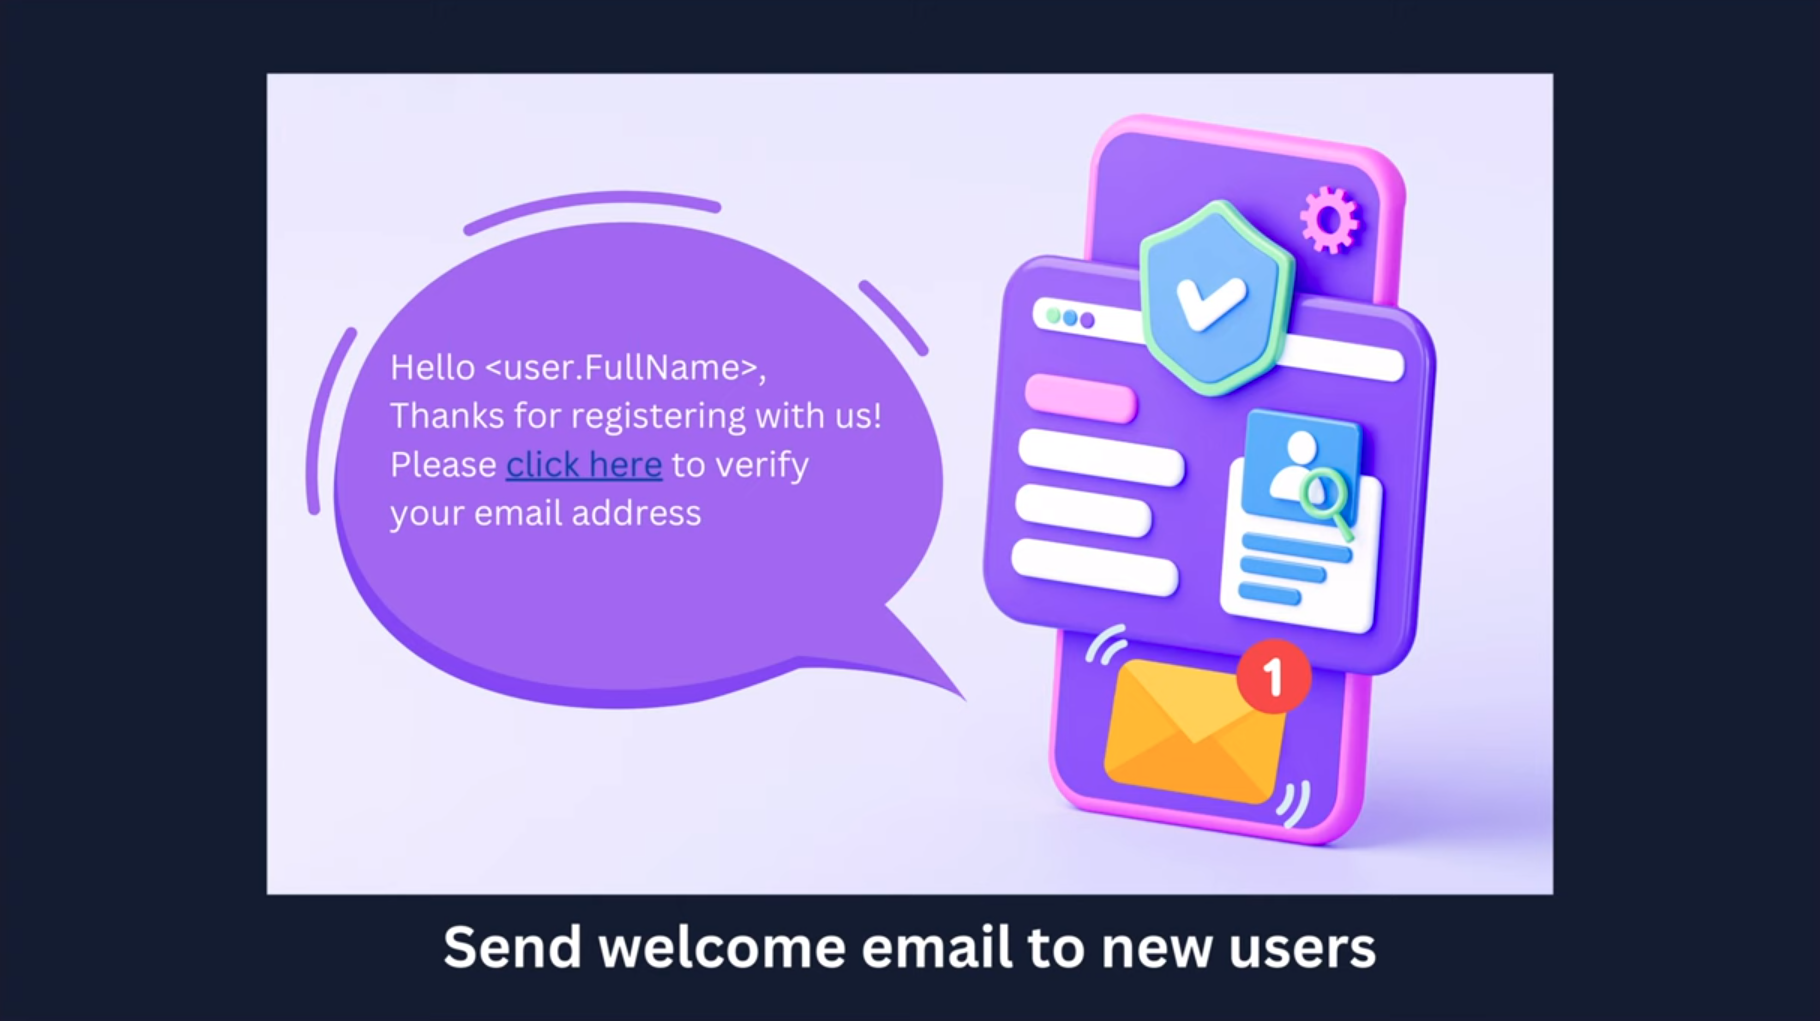 Hello <user.FullName>,
Thanks for registering with us!
Please click here to verify
your email address
1
Send welcome email to new users